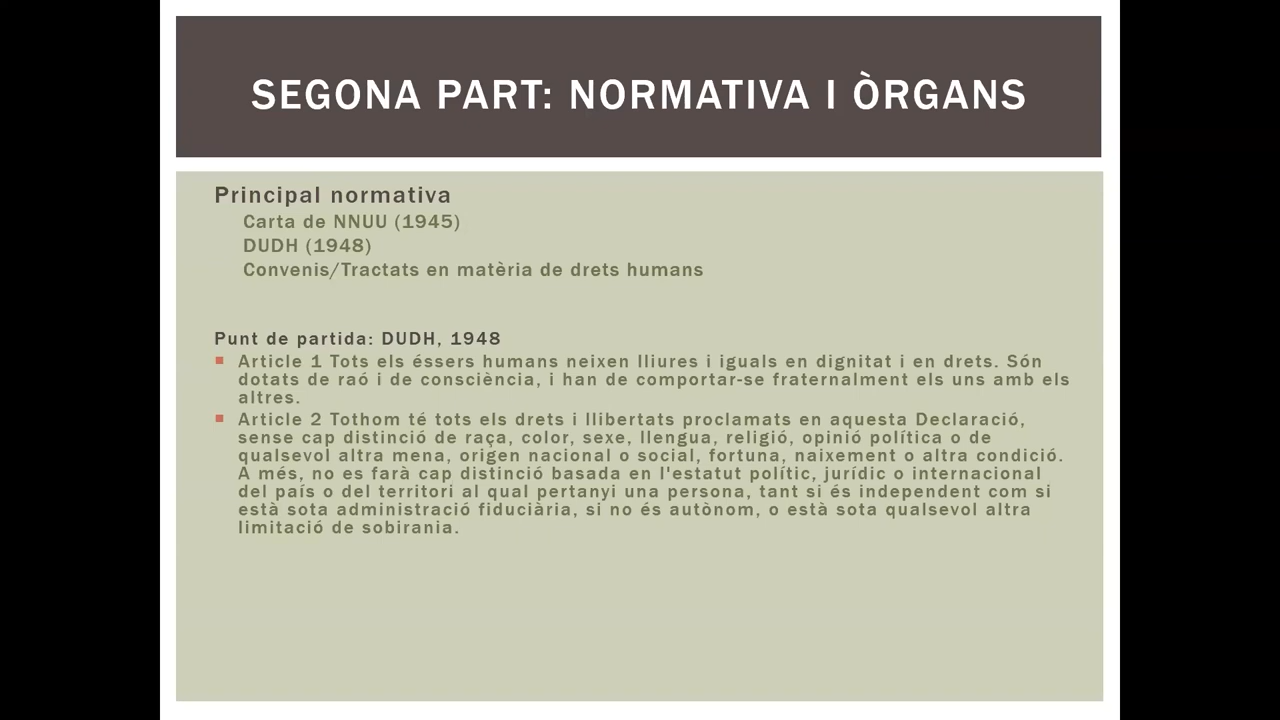 SEGONA PART: NORMATIVA I ÒRGANS
Principal normativa
Carta de NNUU (1945)
DUDH (1948)
Convenis/Tractats en matèria de drets humans
Punt de partida: DUDH, 1948
Article 1 Tots els éssers humans neixen lliures i iguals en dignitat i en drets. Són
dotats de raó i de consciència, i han de comportar-se fraternalment els uns amb els
altres.
Article 2 Tothom té tots els drets i llibertats proclamats en aquesta Declaració,
sense cap distinció de raça, color, sexe, llengua, religió, opinió política o de
qualsevol altra mena, origen nacional o social, fortuna, naixement o altra condició.
A més, no es farà cap distinció basada en l'estatut polític, jurídic o internacional
del país o del territori al qual pertanyi una persona, tant si és independent com si
està sota administració fiduciària, si no és autònom, o està sota qualsevol altra
limitació de sobirania.